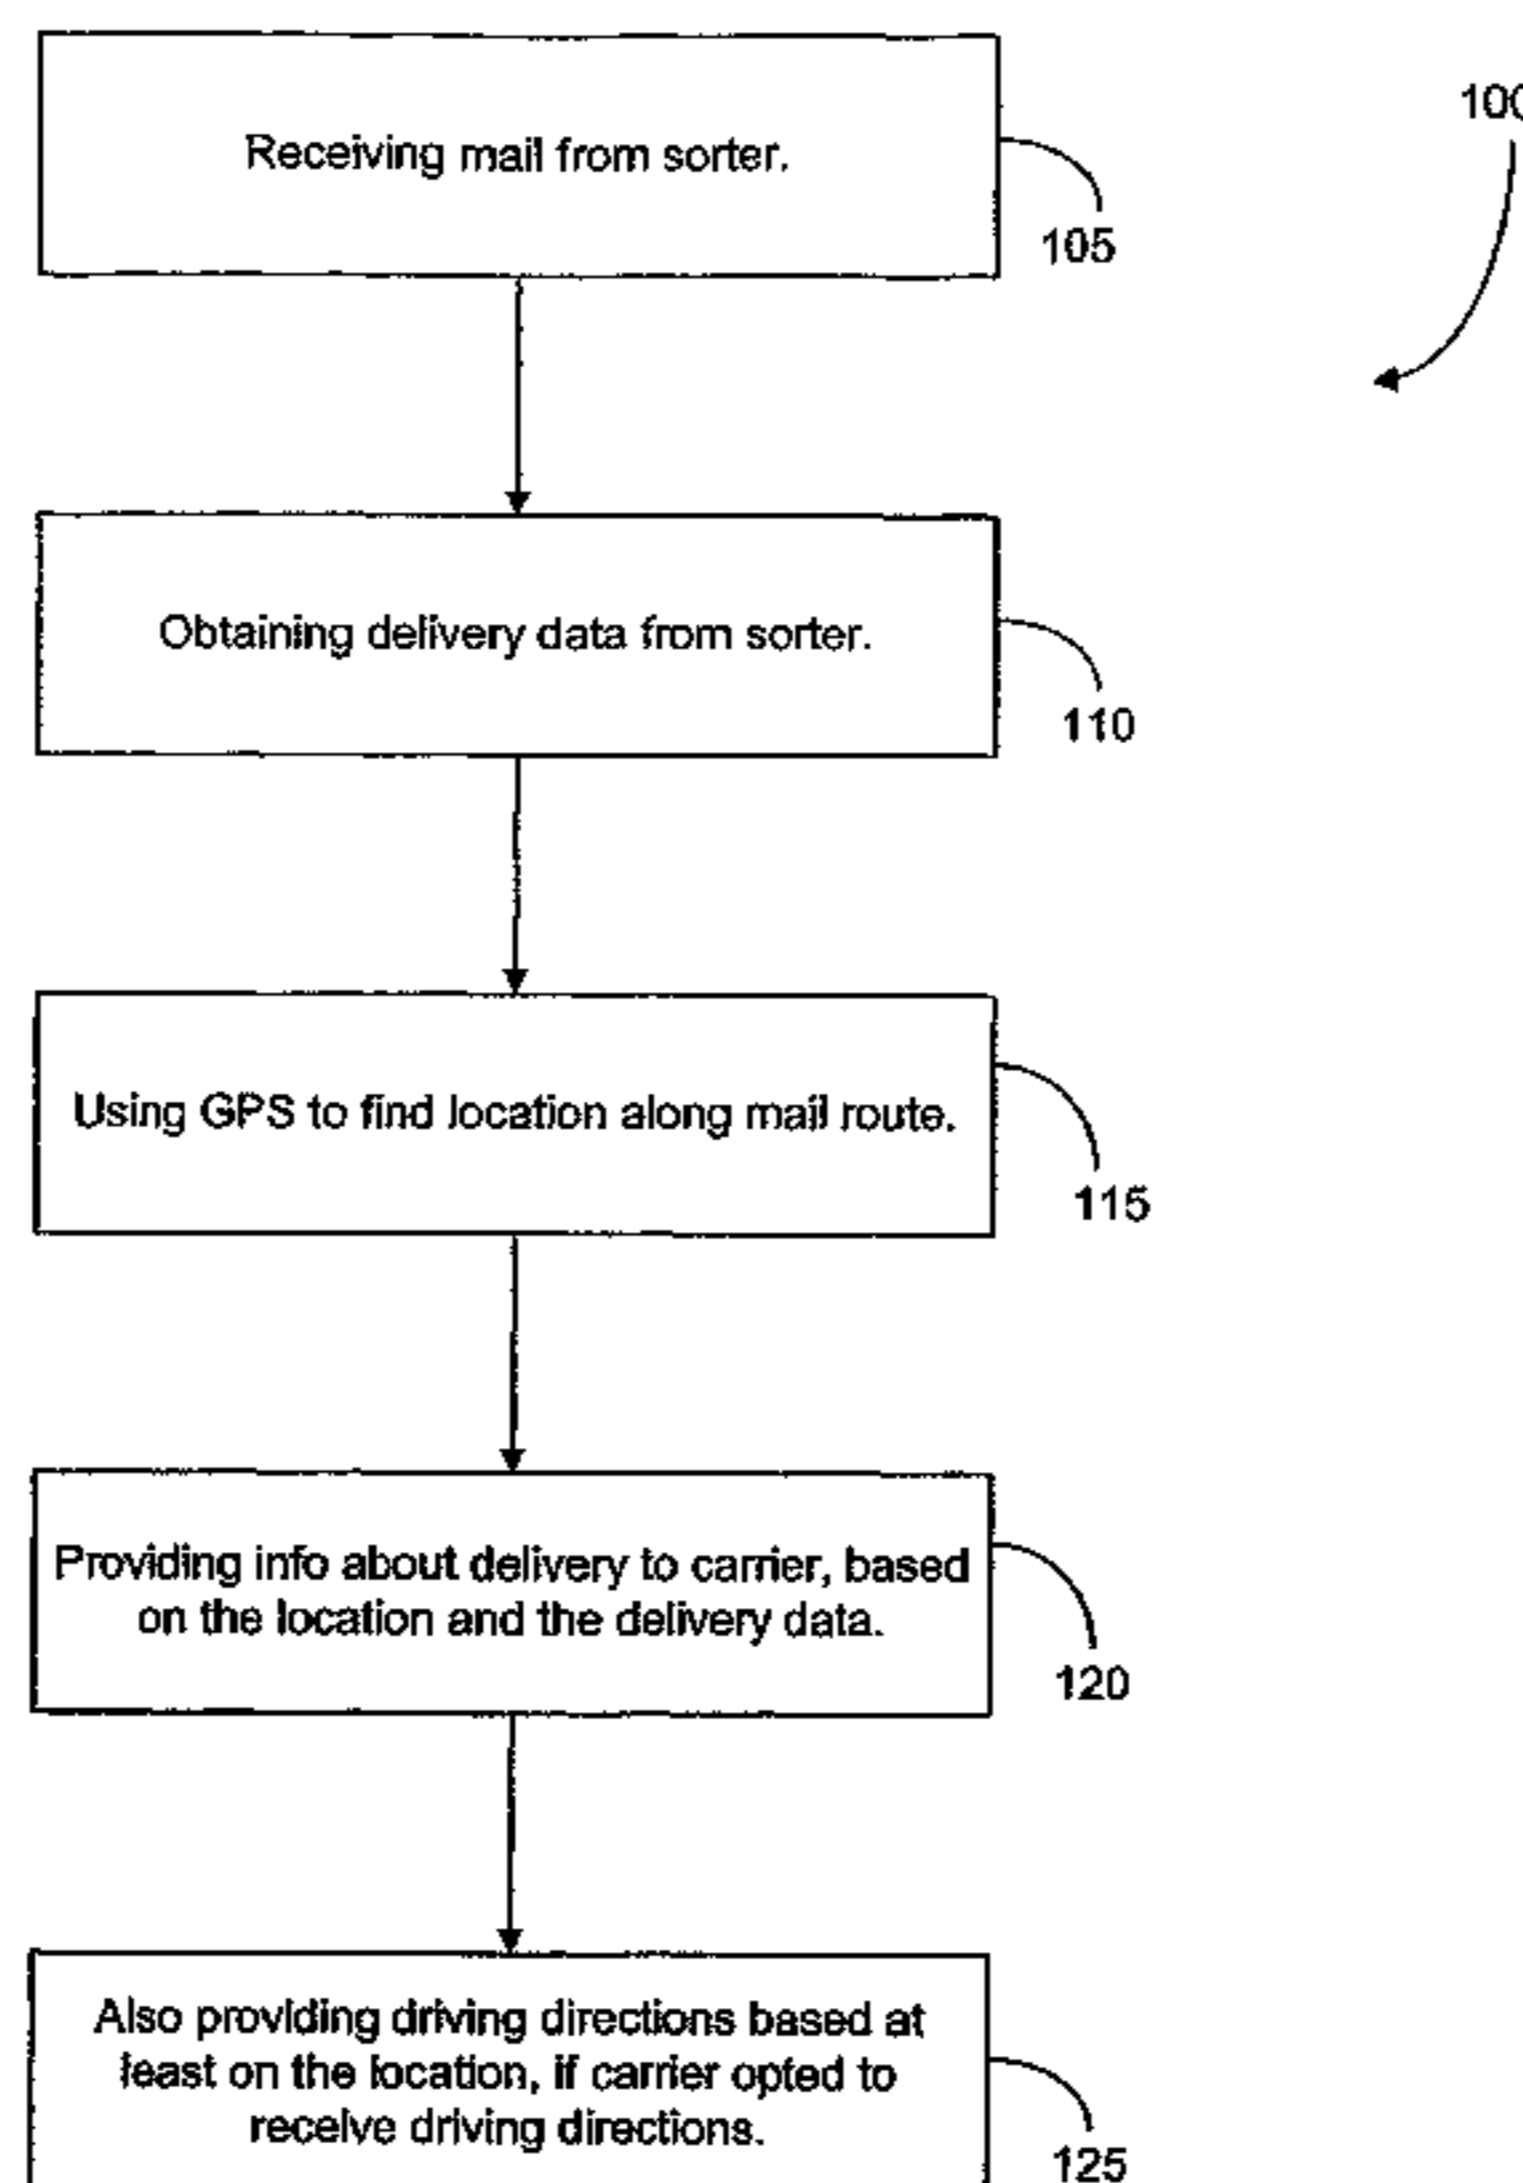 Receiving mail from sorter.
100
105
Obtaining delivery data from sorter.
110
Using GPS to find location along mail route.
115
Providing info about delivery to carrier, based
on the location and the delivery data.
120
Also providing driving directions based at
least on the location, if carrier opted to
receive driving directions.
125